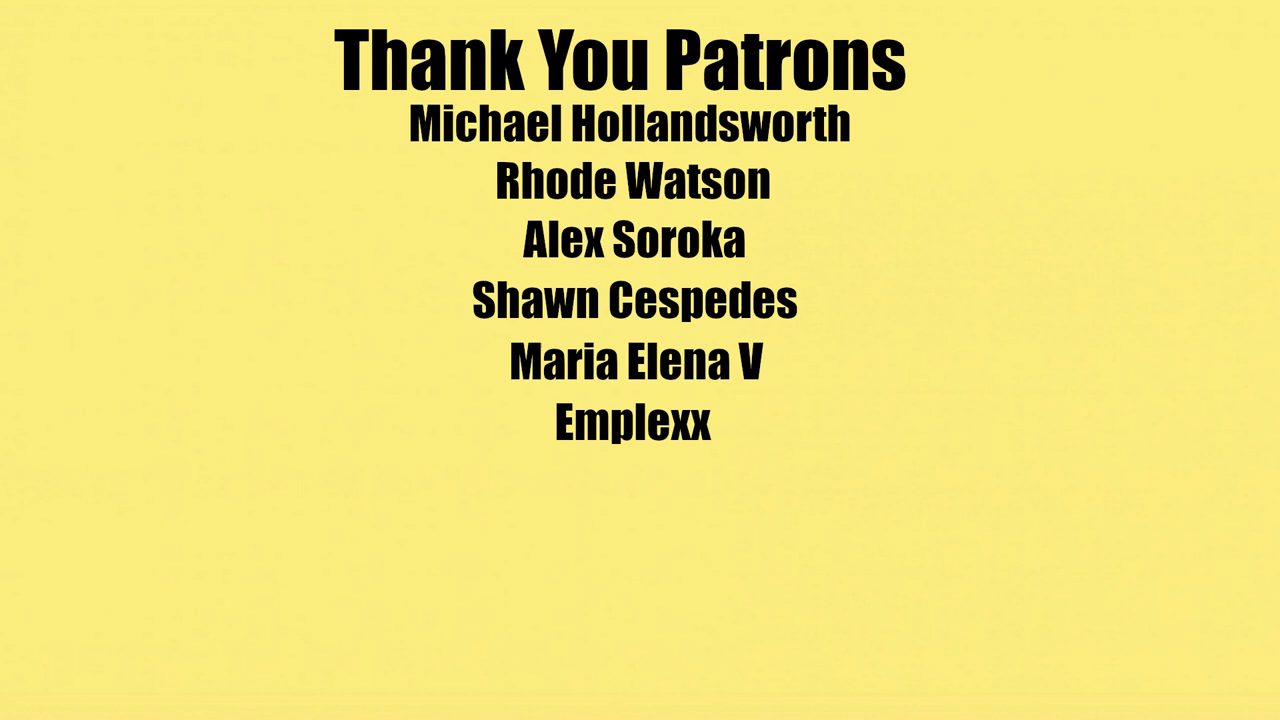 Thank You Patrons
Michael Hollandsworth
Rhode Watson
Alex Soroka
Shawn Cespedes
Maria Elena V
Emplexx